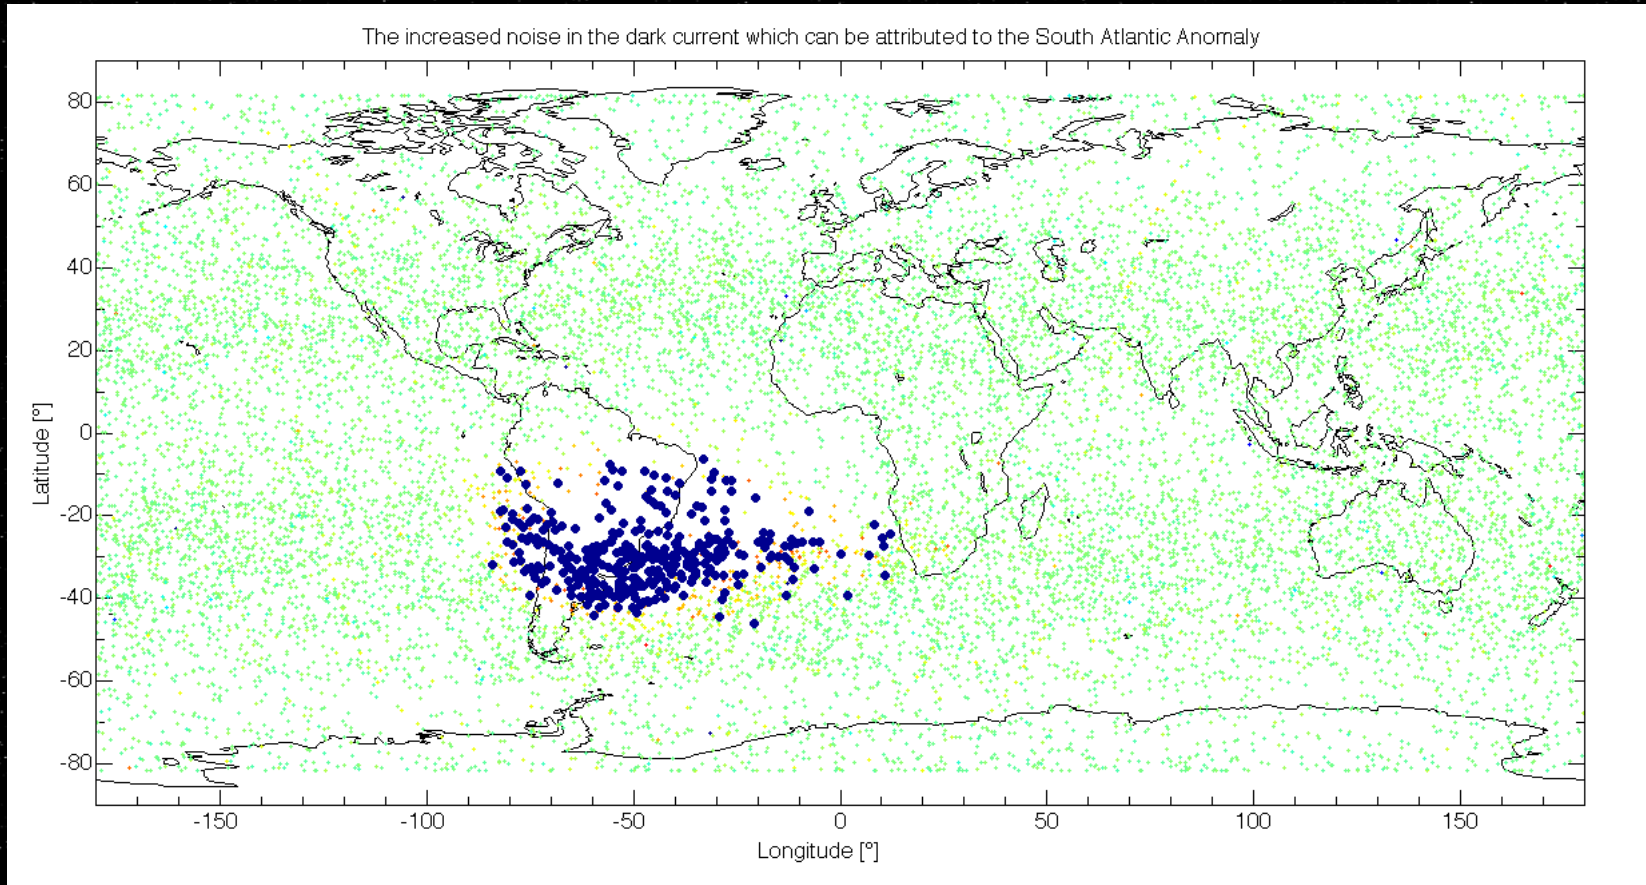 The increased noise in the dark current which can be attributed to the South Atlantic Anomaly
80
60
40
20
0
-20
-40
-60
-80
Latitude [°]
-150 -100 -50 0 50 100 150
Longitude [°]